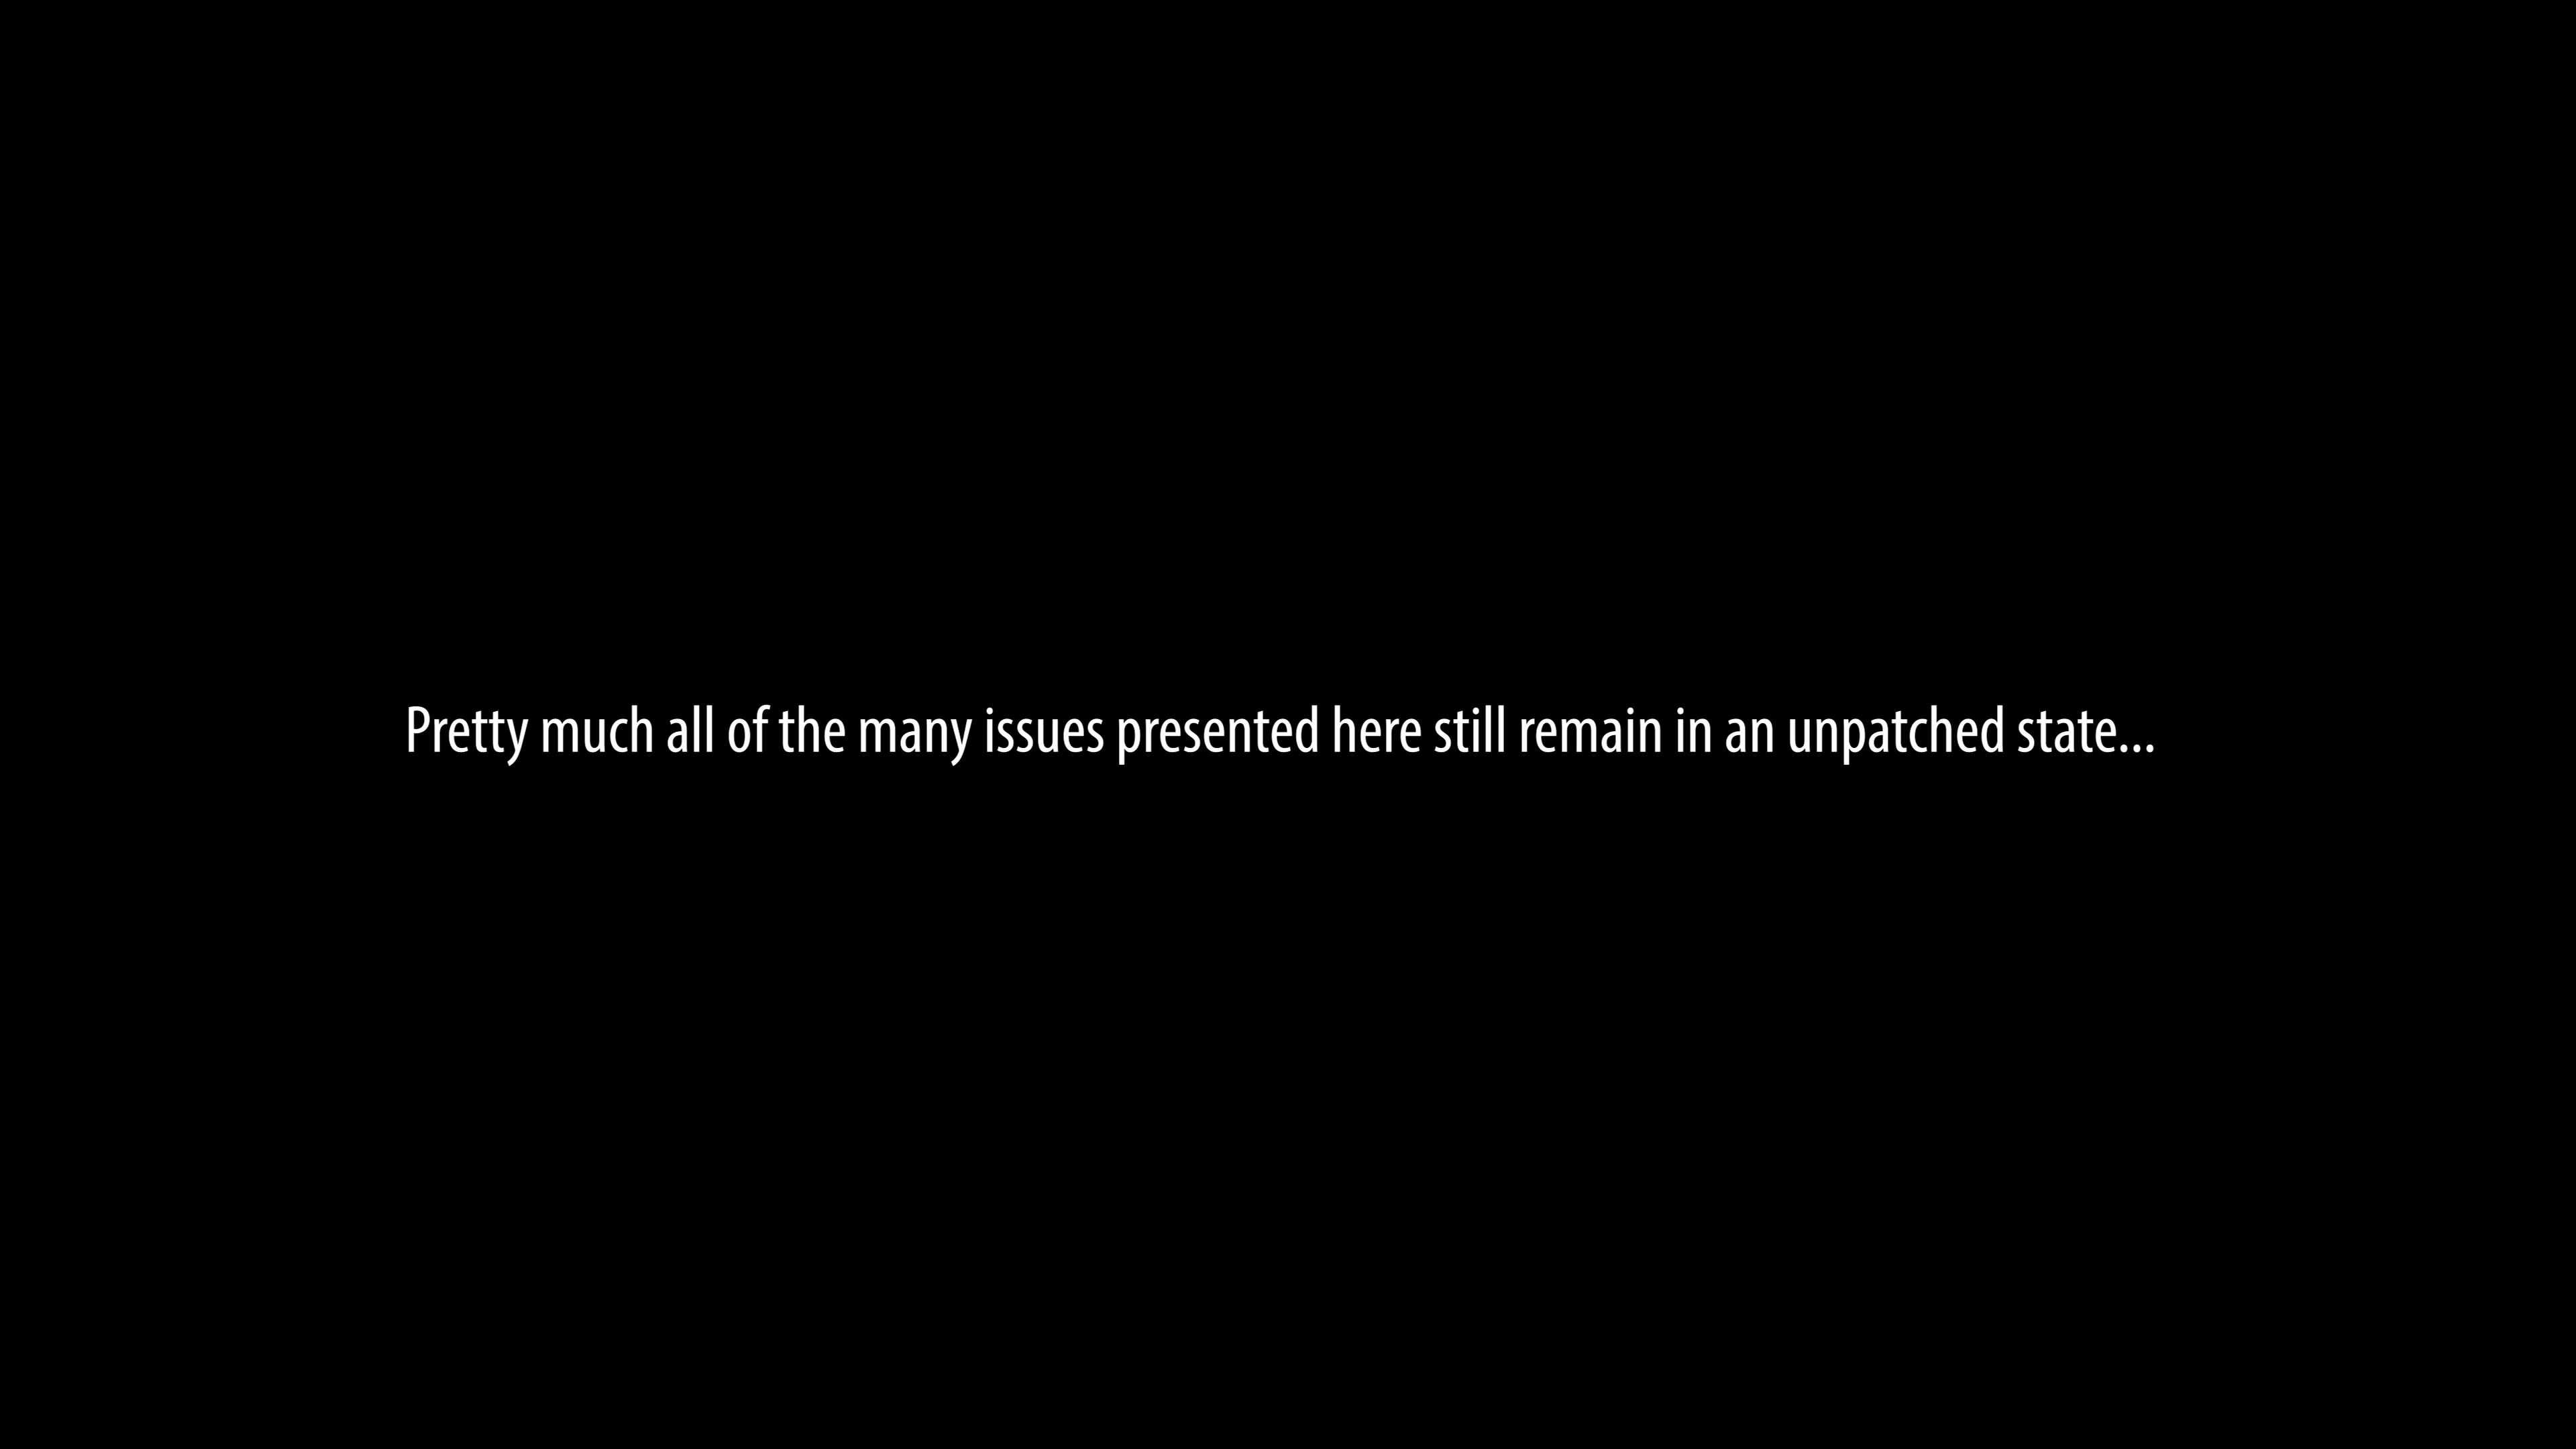 Pretty much all of the many issues presented here still remain in an unpatched state...